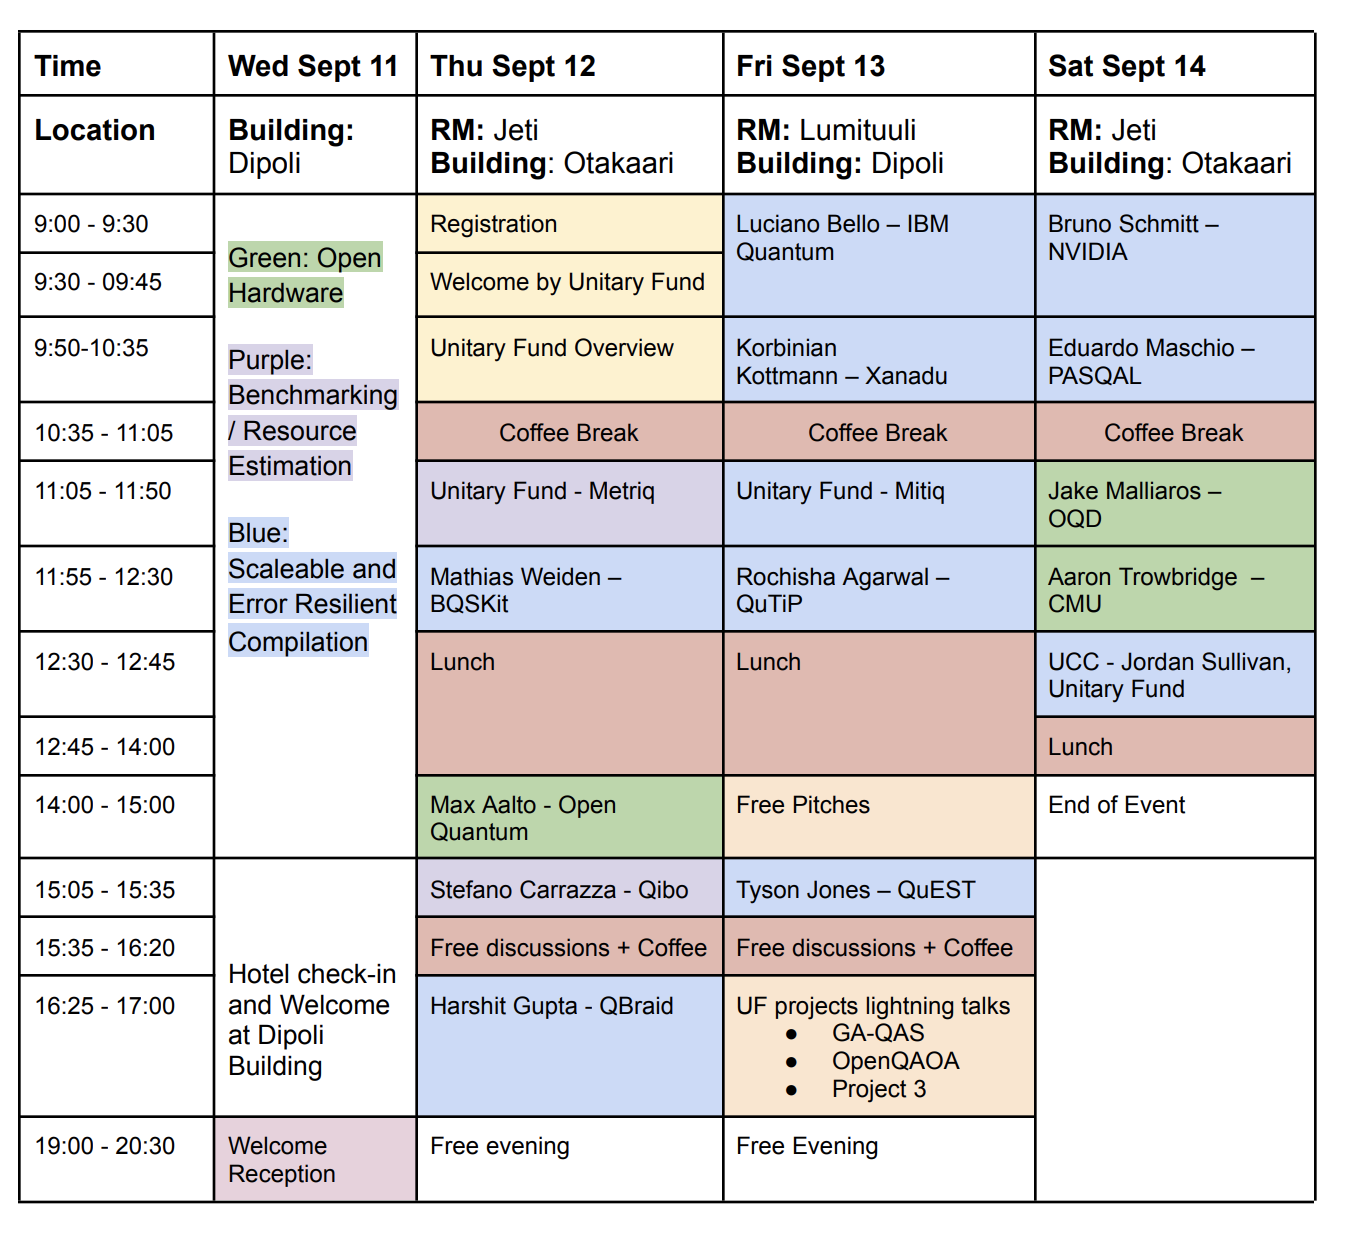 Time
Wed Sept 11
Thu Sept 12
Fri Sept 13
Sat Sept 14
Location
Building:
Dipoli
RM: Jeti
Building: Otakaari
RM: Lumituuli
Building: Dipoli
RM: Jeti
Building: Otakaari
Green: Open
Hardware
Purple:
Benchmarking
/ Resource
Estimation
Blue:
Scaleable and
Error Resilient
Compilation
9:00 - 9:30
Registration
Luciano Bello – IBM
Quantum
Bruno Schmitt –
NVIDIA
9:30 - 09:45
Welcome by Unitary Fund
9:50-10:35
Unitary Fund Overview
Korbinian
Kottmann – Xanadu
Eduardo Maschio –
PASQAL
10:35 - 11:05
Coffee Break
Coffee Break
Coffee Break
11:05 - 11:50
Unitary Fund - Metriq
Unitary Fund - Mitiq
Jake Malliaros –
OQD
11:55 - 12:30
Mathias Weiden –
BQSKit
Rochisha Agarwal –
QuTiP
Aaron Trowbridge –
CMU
12:30 - 12:45
Lunch
Lunch
UCC - Jordan Sullivan,
Unitary Fund
12:45 - 14:00
Lunch
14:00 - 15:00
Max Aalto - Open
Quantum
Free Pitches
End of Event
15:05 - 15:35
Stefano Carrazza - Qibo
Tyson Jones – QuEST
15:35 - 16:20
Hotel check-in
and Welcome
at Dipoli
Building
Free discussions + Coffee
Free discussions + Coffee
16:25 - 17:00
Harshit Gupta - QBraid
UF projects lightning talks
● GA-QAS
● OpenQAOA
● Project 3
19:00 - 20:30
Welcome
Reception
Free evening
Free Evening